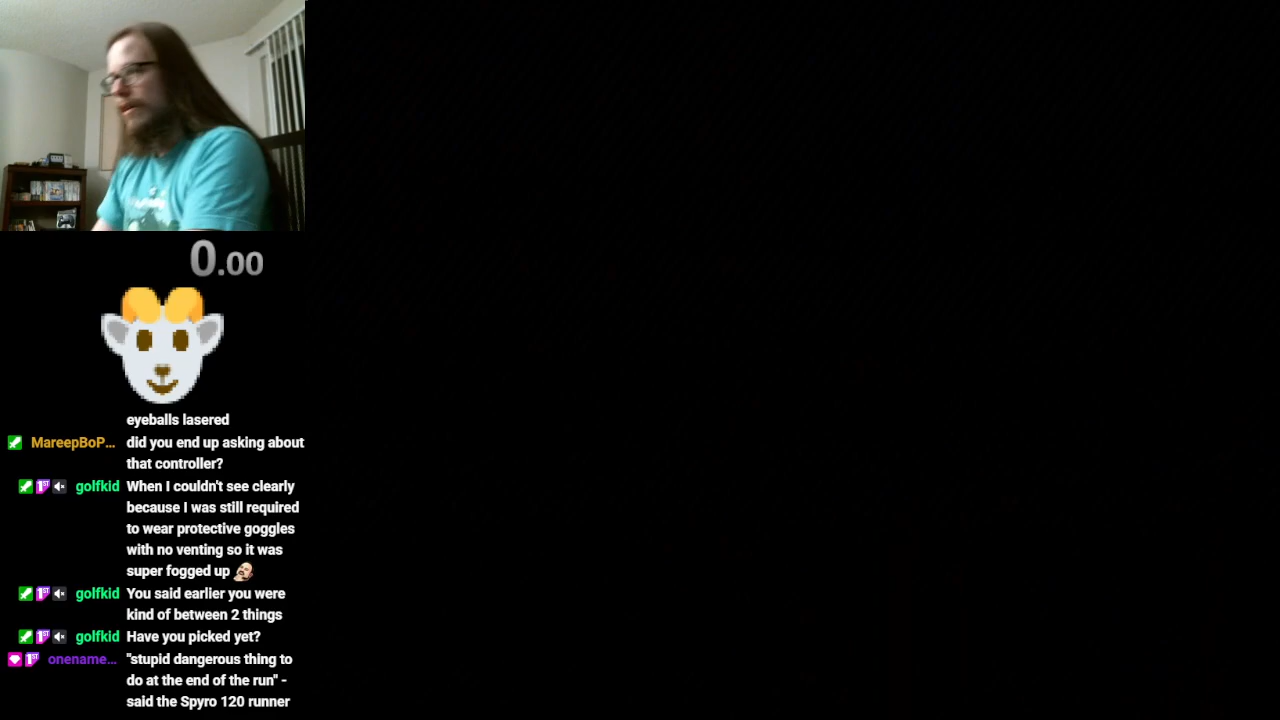 0.00
eyeballs lasered
MareepBoP... did you end up asking about
that controller?
golfkid When I couldn't see clearly
because I was still required
to wear protective goggles
with no venting so it was
super fogged up
golfkid You said earlier you were
kind of between 2 things
golfkid Have you picked yet?
onename... "stupid dangerous thing to
do at the end of the run" -
said the Spyro 120 runner